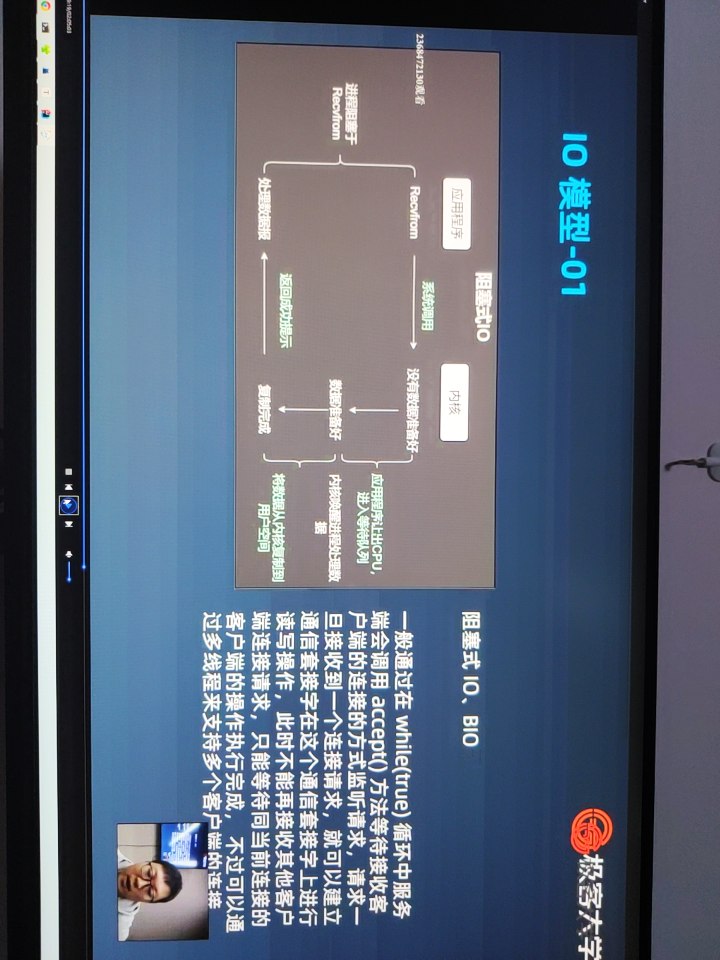 IO 模型-01
极客大学
阻塞式IO
应用程序
内核
2368472130观看
Recvfrom
系统调用
没有数据准备好
应用程序让出CPU，
进入等待队列
进程阻塞于
Recvfrom
数据准备好
内核唤醒进程处理数
据
返回成功提示
将数据从内核复制到
用户空间
处理数据报
复制完成
阻塞式 IO、BIO
一般通过在 while(true) 循环中服务
端会调用 accept() 方法等待接收客
户端的连接的方式监听请求，请求一
旦接收到一个连接请求，就可以建立
通信套接字在这个通信套接字上进行
读写操作，此时不能再接收其他客户
端连接请求，只能等待同当前连接的
客户端的操作执行完成， 不过可以通
过多线程来支持多个客户端的连接